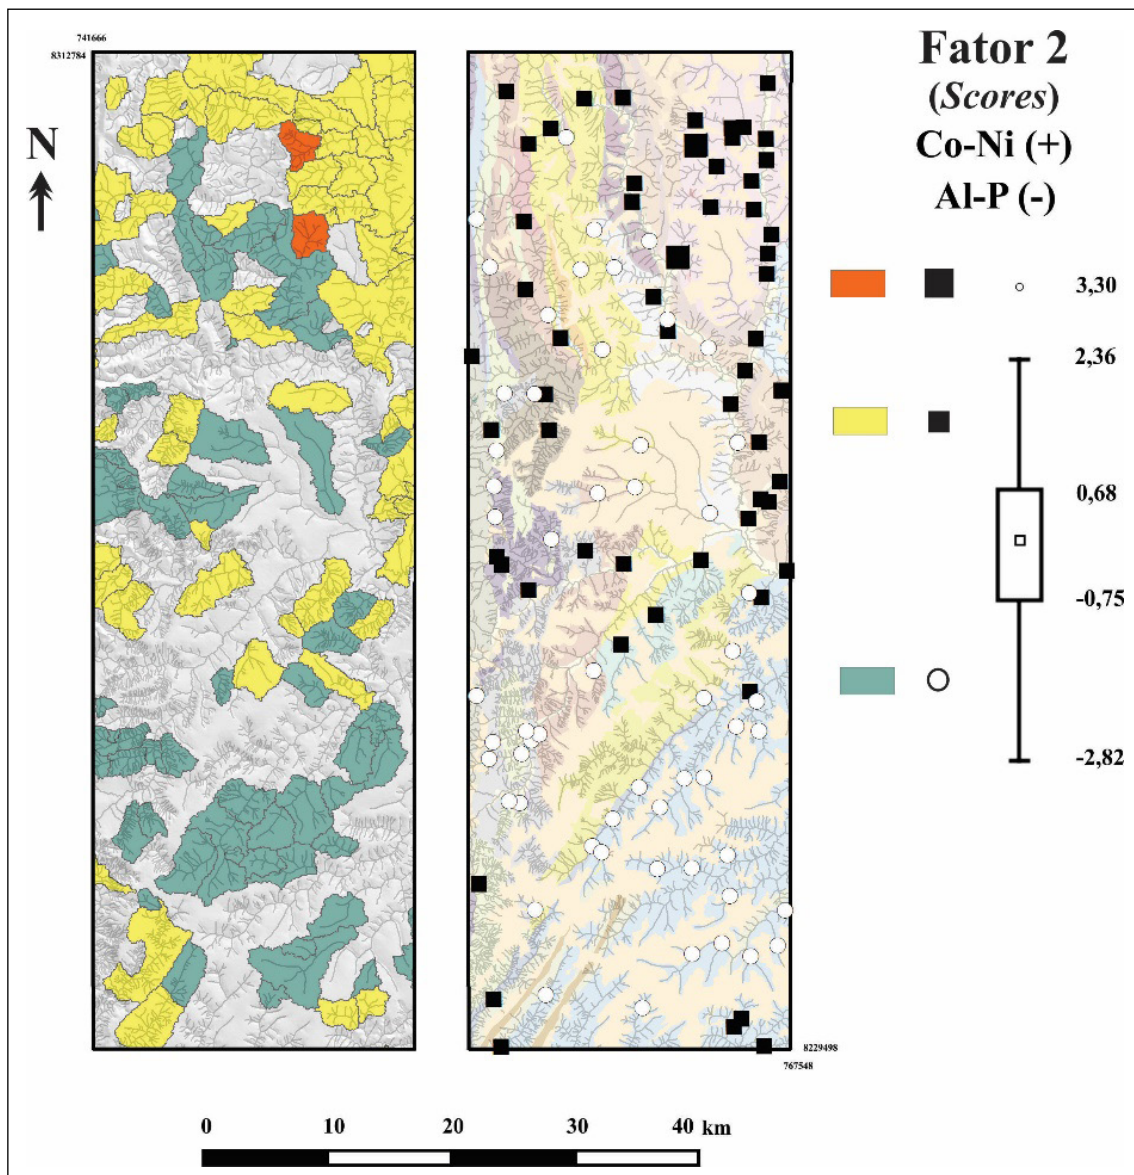 741666
8312784
N
Fator 2
(Scores)
Co-Ni (+)
Al-P (-)
3,30
2,36
0,68
-0,75
-2,82
8229498
767548
0 10 20 30 40 km